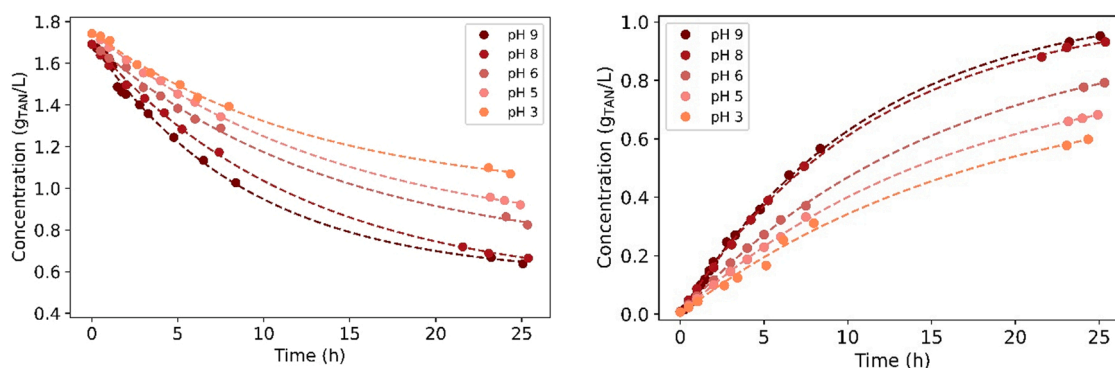 1.8
1.6
1.4
1.2
1.0
0.8
0.6
0.4
Concentration (gTAN/L)
pH 9
pH 8
pH 6
pH 5
pH 3
0 5 10 15 20 25
Time (h)
1.0
0.8
0.6
0.4
0.2
0.0
Concentration (gTAN/L)
pH 9
pH 8
pH 6
pH 5
pH 3
0 5 10 15 20 25
Time (h)